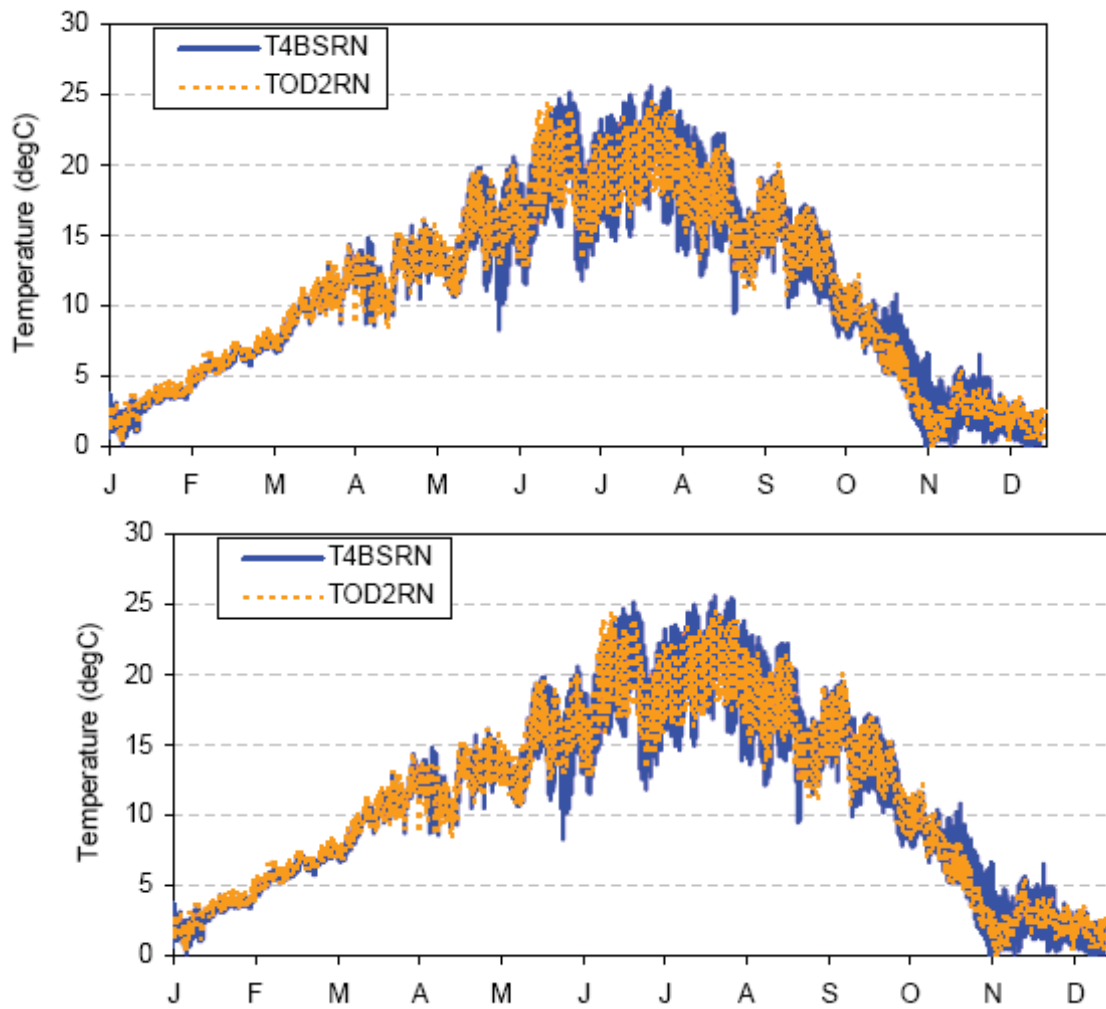 30
25
20
15
10
5
0
Temperature (degC)
T4BSRN
TOD2RN
J F M A M J J A S O N D
30
25
20
15
10
5
0
Temperature (degC)
T4BSRN
TOD2RN
J F M A M J J A S O N D